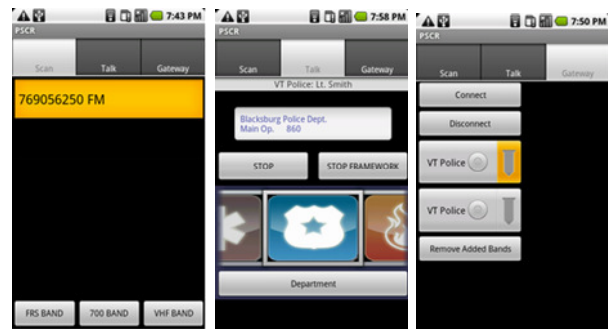 7:43 PM
PSCR
Scan
Talk
Gateway
769056250 FM
FRS BAND
700 BAND
VHF BAND
7:58 PM
PSCR
Scan
Talk
Gateway
VT Police: Lt. Smith
Blacksburg Police Dept.
Main Op. 860
STOP
STOP FRAMEWORK
Department
7:50 PM
PSCR
Scan
Talk
Gateway
Connect
Disconnect
VT Police
VT Police
Remove Added Bands